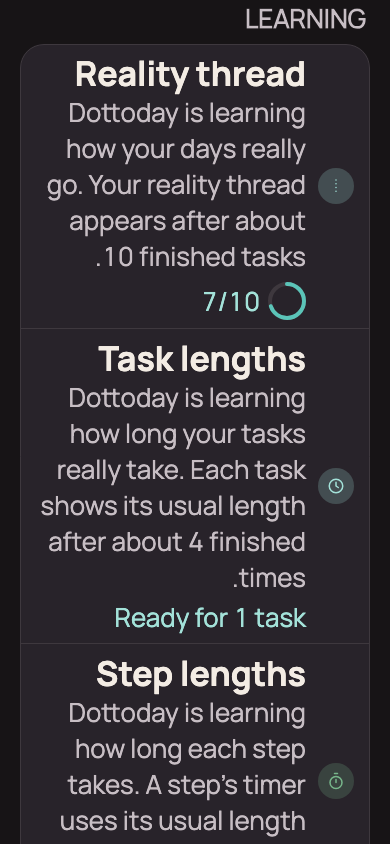 LEARNING
Reality thread
Dottoday is learning
how your days really
go. Your reality thread
appears after about
.10 finished tasks
7/10
Task lengths
Dottoday is learning
how long your tasks
really take. Each task
shows its usual length
after about 4 finished
.times
Ready for 1 task
Step lengths
Dottoday is learning
how long each step
takes. A step's timer
uses its usual length